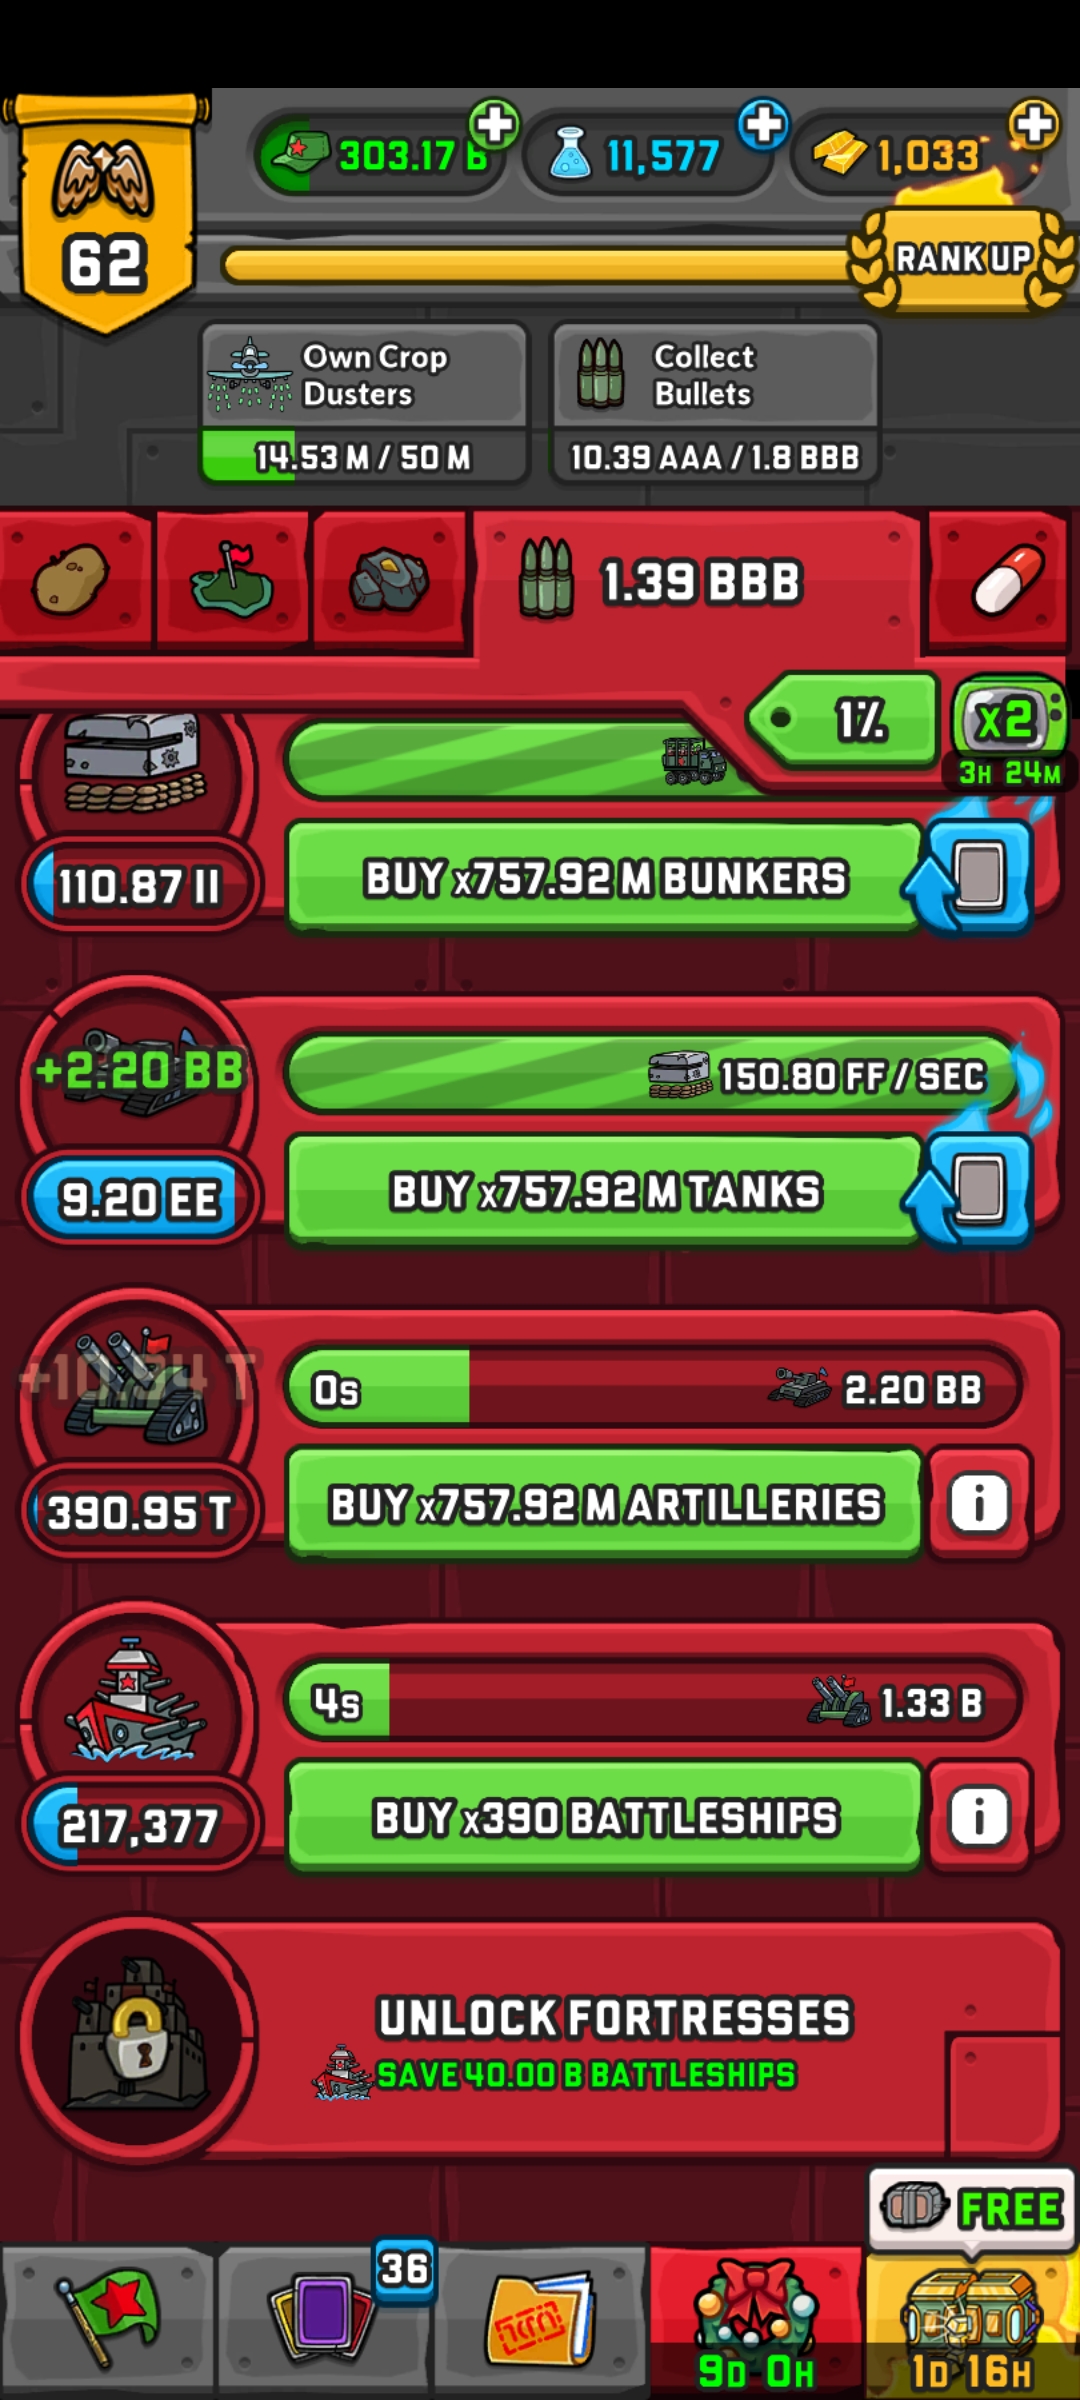 62
303.17 B
11,577
1,033
RANK UP
Own Crop
Dusters
14.53 M / 50 M
Collect
Bullets
10.39 AAA / 1.8 BBB
1.39 BBB
1%
x2
3H 24M
110.87 II
BUY x757.92 M BUNKERS
+2.20 BB
150.80 FF / SEC
9.20 EE
BUY x757.92 M TANKS
+10.94 T
0s
2.20 BB
390.95 T
BUY x757.92 M ARTILLERIES
i
4s
1.33 B
217,377
BUY x390 BATTLESHIPS
i
UNLOCK FORTRESSES
SAVE 40.00 B BATTLESHIPS
FREE
36
9D 0H
1D 16H